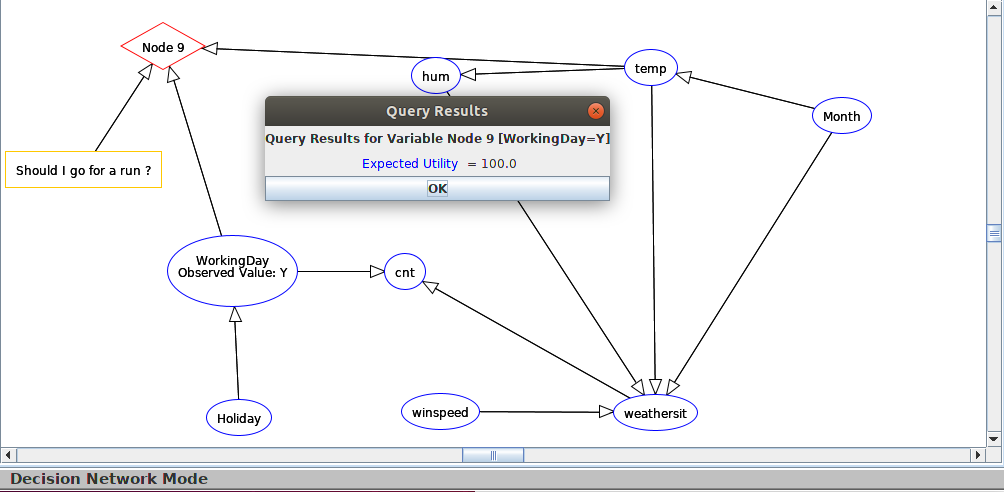 Node 9
hum
temp
Month
Query Results
Query Results for Variable Node 9 [WorkingDay=Y]
Expected Utility = 100.0
OK
Should I go for a run ?
WorkingDay
Observed Value: Y
cnt
Holiday
winspeed
weathersit
Decision Network Mode